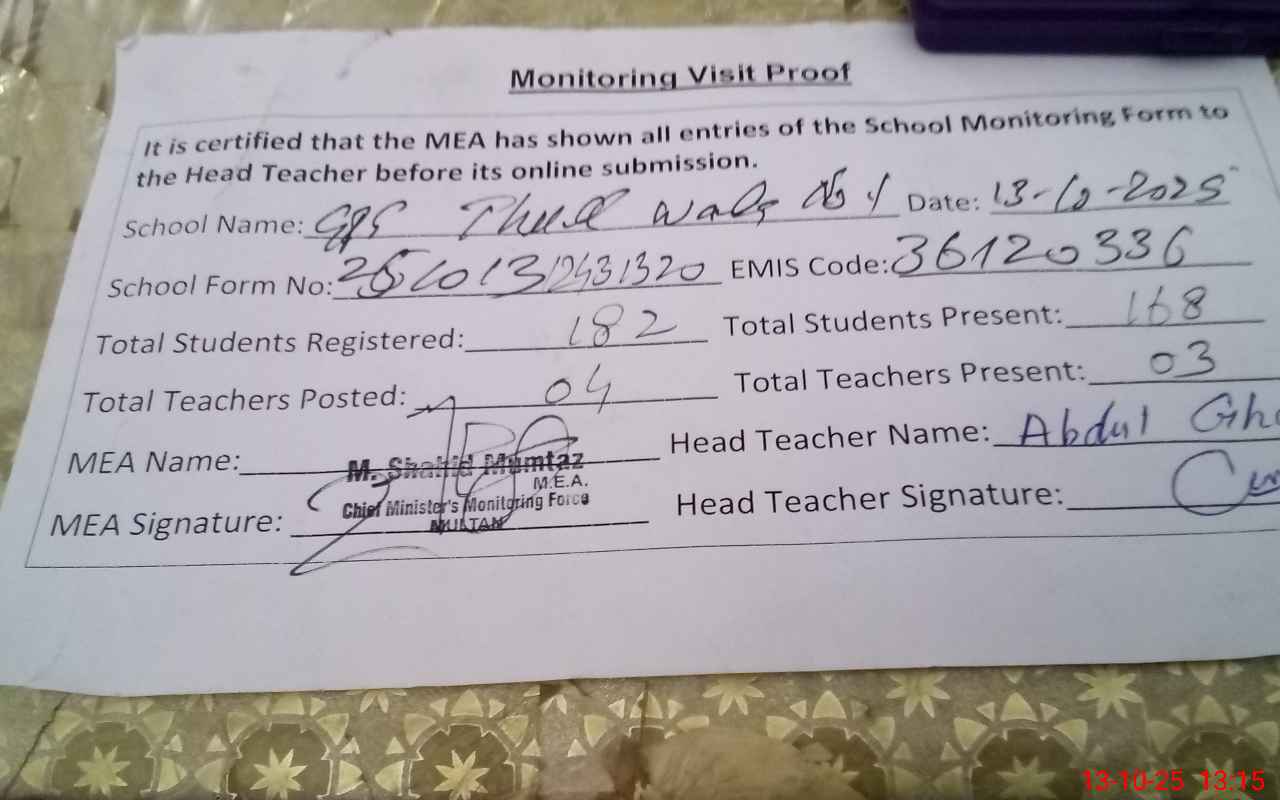 Monitoring Visit Proof
It is certified that the MEA has shown all entries of the School Monitoring Form to
the Head Teacher before its online submission.
School Name: GPS Thull Wala Date: 13-10-2025
School Form No: EMIS Code: 36120336
Total Students Registered: 182 Total Students Present: 168
Total Teachers Posted: 04 Total Teachers Present: 03
MEA Name: M. Shahid Mumtaz Head Teacher Name: Abdul
M.E.A.
Chief Minister's Monitoring Force
MULTAN
MEA Signature: Head Teacher Signature:
13-10-25 13:15